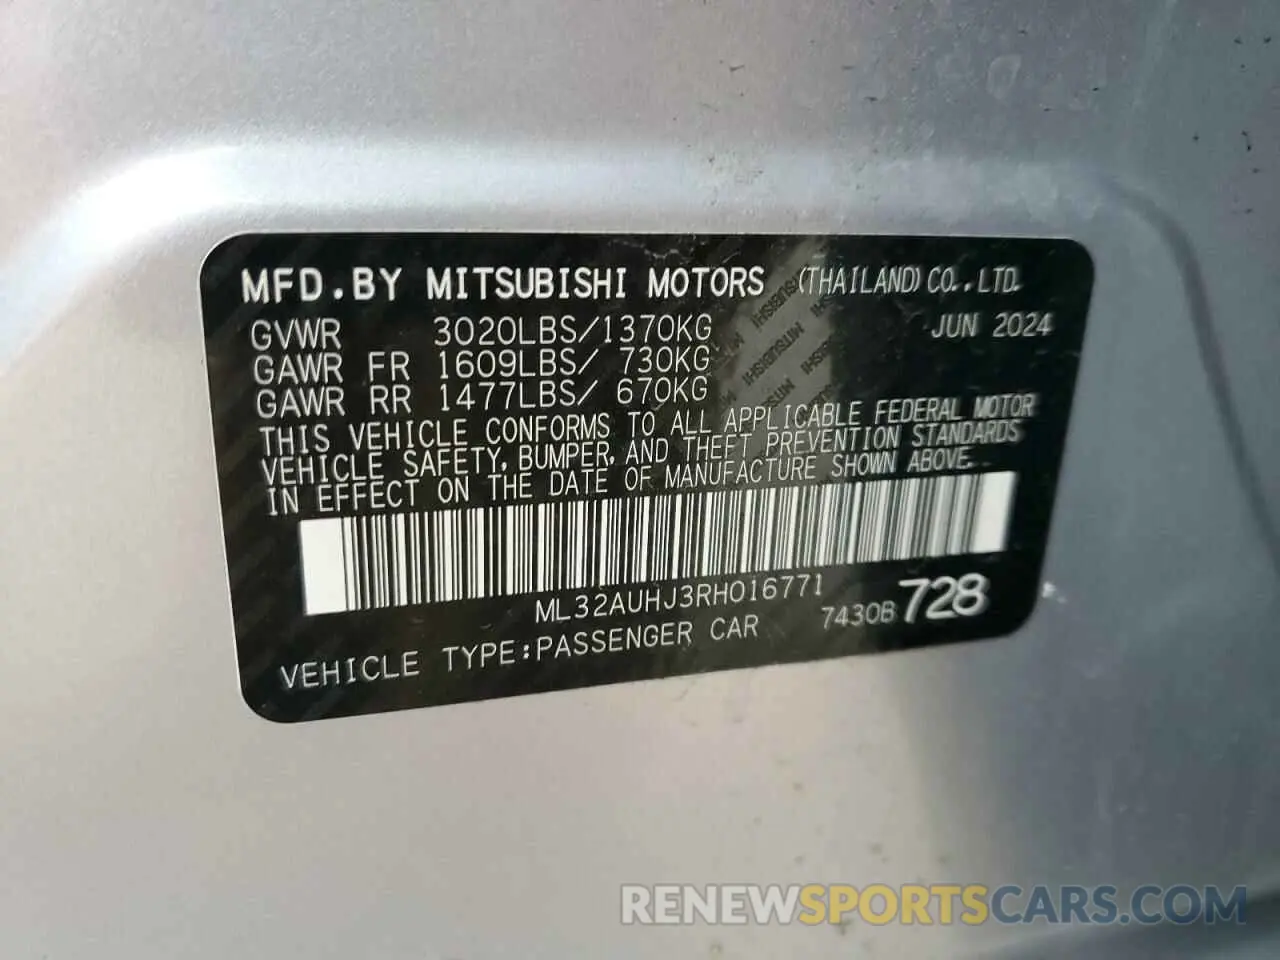 MFD.BY MITSUBISHI MOTORS (THAILAND) CO.,LTD.
GVWR 3020LBS/1370KG JUN 2024
GAWR FR 1609LBS/ 730KG
GAWR RR 1477LBS/ 670KG
THIS VEHICLE CONFORMS TO ALL APPLICABLE FEDERAL MOTOR
VEHICLE SAFETY, BUMPER, AND THEFT PREVENTION STANDARDS
IN EFFECT ON THE DATE OF MANUFACTURE SHOWN ABOVE.
ML32AUHJ3RH016771
VEHICLE TYPE:PASSENGER CAR 7430B 728
RENEWSPORTSCARS.COM